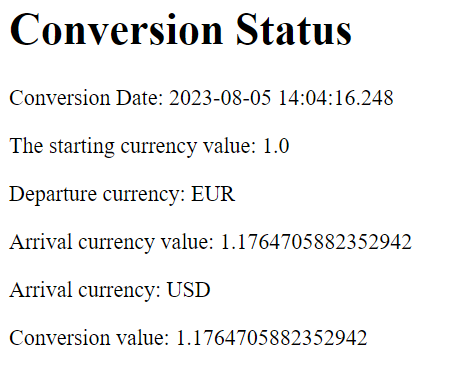 Conversion Status
Conversion Date: 2023-08-05 14:04:16.248
The starting currency value: 1.0
Departure currency: EUR
Arrival currency value: 1.1764705882352942
Arrival currency: USD
Conversion value: 1.1764705882352942